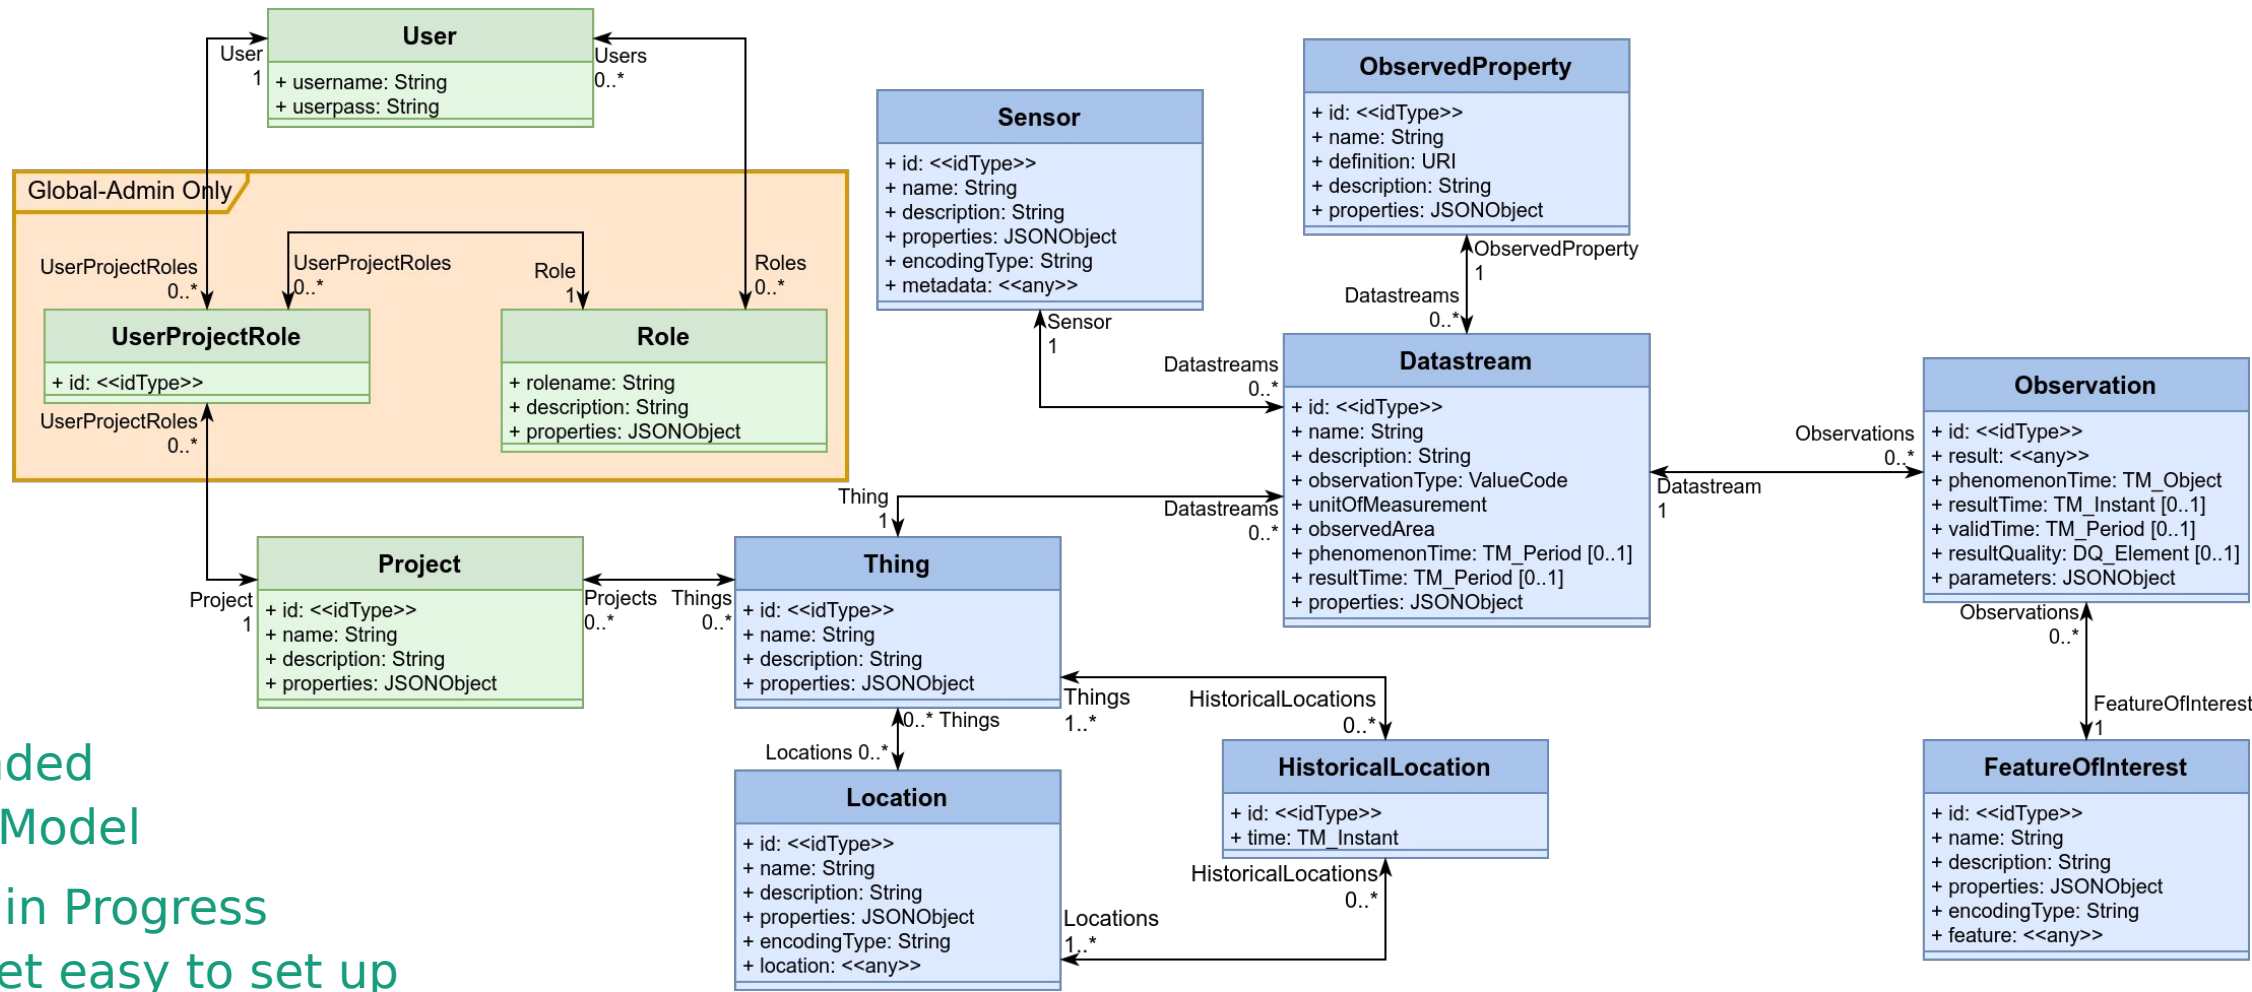 User
+ username: String
+ userpass: String
User
1
Users
0..*
Global-Admin Only
UserProjectRoles
0..*
UserProjectRoles
0..*
Role
1
Roles
0..*
UserProjectRole
+ id: <<idType>>
UserProjectRoles
0..*
Role
+ rolename: String
+ description: String
+ properties: JSONObject
Project
1
Project
+ id: <<idType>>
+ name: String
+ description: String
+ properties: JSONObject
Projects
0..*
Things
0..*
Sensor
+ id: <<idType>>
+ name: String
+ description: String
+ properties: JSONObject
+ encodingType: String
+ metadata: <<any>>
Sensor
1
Datastreams
0..*
ObservedProperty
+ id: <<idType>>
+ name: String
+ definition: URI
+ description: String
+ properties: JSONObject
ObservedProperty
1
Datastreams
0..*
Datastream
+ id: <<idType>>
+ name: String
+ description: String
+ observationType: ValueCode
+ unitOfMeasurement
+ observedArea
+ phenomenonTime: TM_Period [0..1]
+ resultTime: TM_Period [0..1]
+ properties: JSONObject
Thing
1
Datastreams
0..*
Datastream
1
Observations
0..*
Observation
+ id: <<idType>>
+ result: <<any>>
+ phenomenonTime: TM_Object
+ resultTime: TM_Instant [0..1]
+ validTime: TM_Period [0..1]
+ resultQuality: DQ_Element [0..1]
+ parameters: JSONObject
Observations
0..*
FeatureOfInterest
1
Thing
+ id: <<idType>>
+ name: String
+ description: String
+ properties: JSONObject
0..* Things
Locations 0..*
Things
1..*
HistoricalLocations
0..*
HistoricalLocation
+ id: <<idType>>
+ time: TM_Instant
HistoricalLocations
0..*
Locations
1..*
Location
+ id: <<idType>>
+ name: String
+ description: String
+ properties: JSONObject
+ encodingType: String
+ location: <<any>>
FeatureOfInterest
+ id: <<idType>>
+ name: String
+ description: String
+ properties: JSONObject
+ encodingType: String
+ feature: <<any>>
Model
in Progress
easy to set up